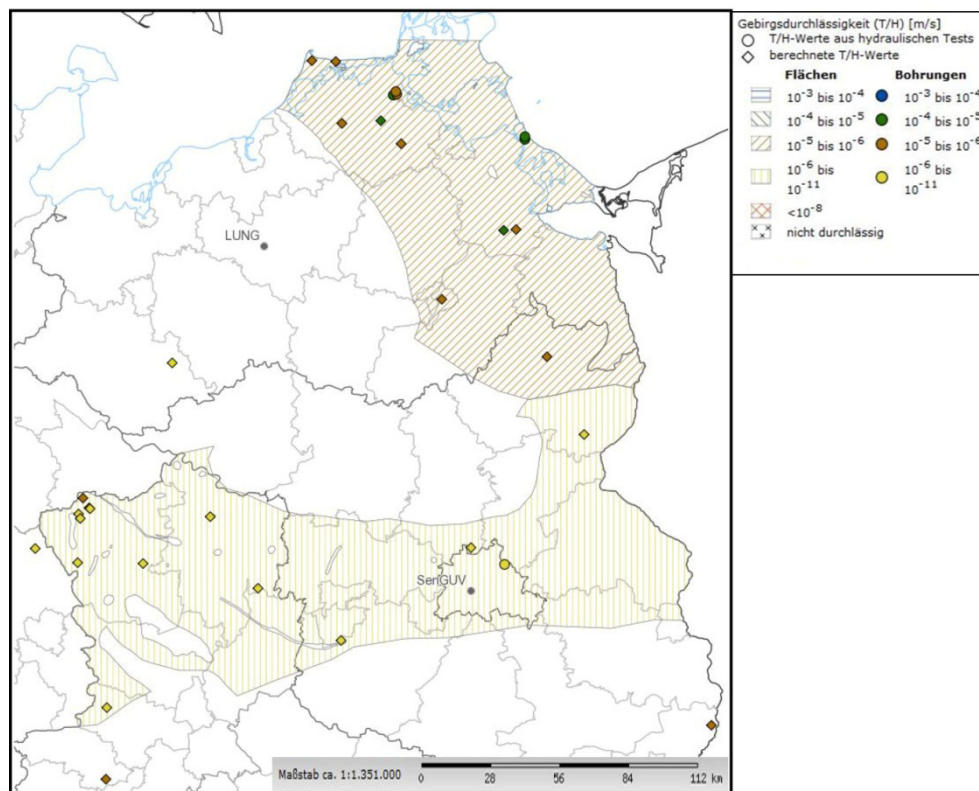 Gebirgsdurchlässigkeit (T/H) [m/s]
T/H-Werte aus hydraulischen Tests
berechnete T/H-Werte
Flächen Bohrungen
10⁻³ bis 10⁻⁴ 10⁻³ bis 10⁻⁴
10⁻⁴ bis 10⁻⁵ 10⁻⁴ bis 10⁻⁵
10⁻⁵ bis 10⁻⁶ 10⁻⁵ bis 10⁻⁶
10⁻⁶ bis 10⁻⁶ bis
10⁻¹¹ 10⁻¹¹
<10⁻⁸
nicht durchlässig
LUNG
SenGUV
Maßstab ca. 1:1.351.000 0 28 56 84 112 km